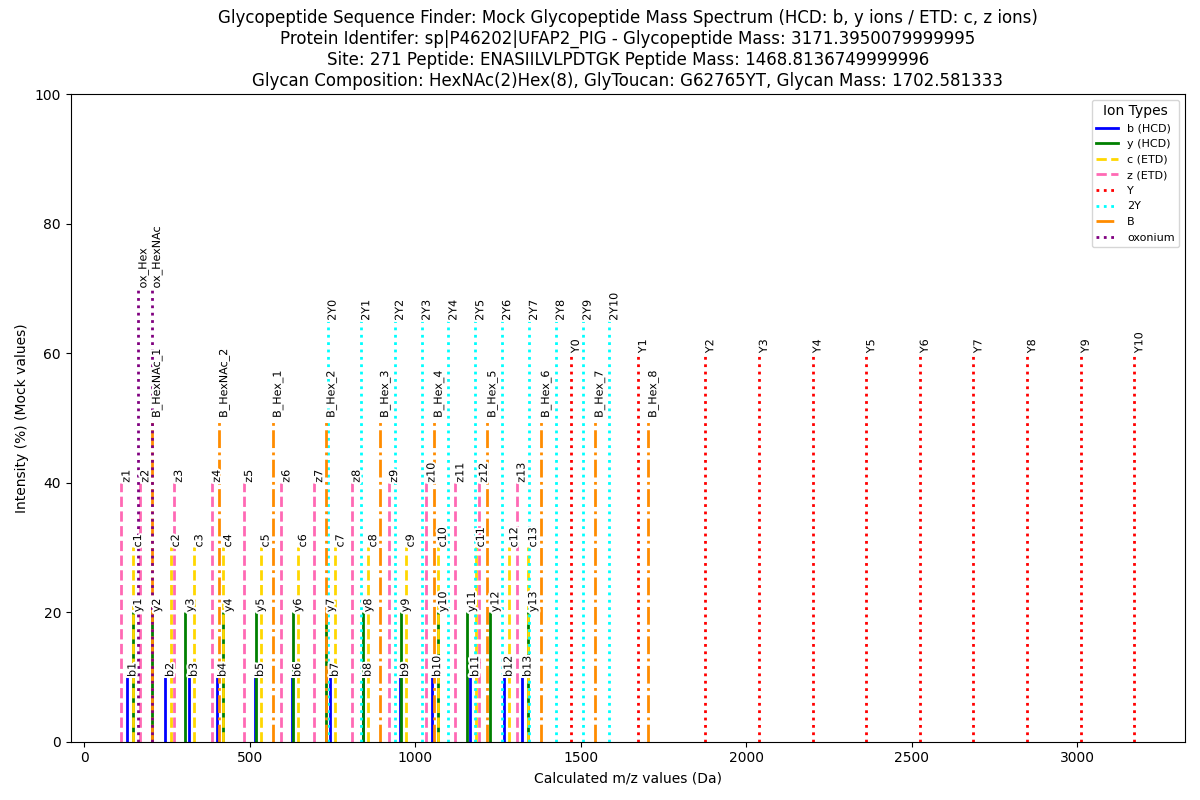 Glycopeptide Sequence Finder: Mock Glycopeptide Mass Spectrum (HCD: b, y ions / ETD: c, z ions)
Protein Identifer: sp|P46202|UFAP2_PIG - Glycopeptide Mass: 3171.3950079999995
Site: 271 Peptide: ENASIILVLPDTGK Peptide Mass: 1468.8136749999996
Glycan Composition: HexNAc(2)Hex(8), GlyToucan: G62765YT, Glycan Mass: 1702.581333
Intensity (%) (Mock values)
100
80
60
40
20
0
Ion Types
b (HCD)
y (HCD)
c (ETD)
z (ETD)
Y
2Y
B
oxonium
ox_Hex
ox_HexNAc
2Y0
2Y1
2Y2
2Y3
2Y4
2Y5
2Y6
2Y7
2Y8
2Y9
2Y10
Y0
Y1
Y2
Y3
Y4
Y5
Y6
Y7
Y8
Y9
Y10
B_HexNAc_1
B_HexNAc_2
B_Hex_1
B_Hex_2
B_Hex_3
B_Hex_4
B_Hex_5
B_Hex_6
B_Hex_7
B_Hex_8
z1
z2
z3
z4
z5
z6
z7
z8
z9
z10
z11
z12
z13
c1
c2
c3
c4
c5
c6
c7
c8
c9
c10
c11
c12
c13
y1
y2
y3
y4
y5
y6
y7
y8
y9
y10
y11
y12
y13
b1
b2
b3
b4
b5
b6
b7
b8
b9
b10
b11
b12
b13
0
500
1000
1500
2000
2500
3000
Calculated m/z values (Da)